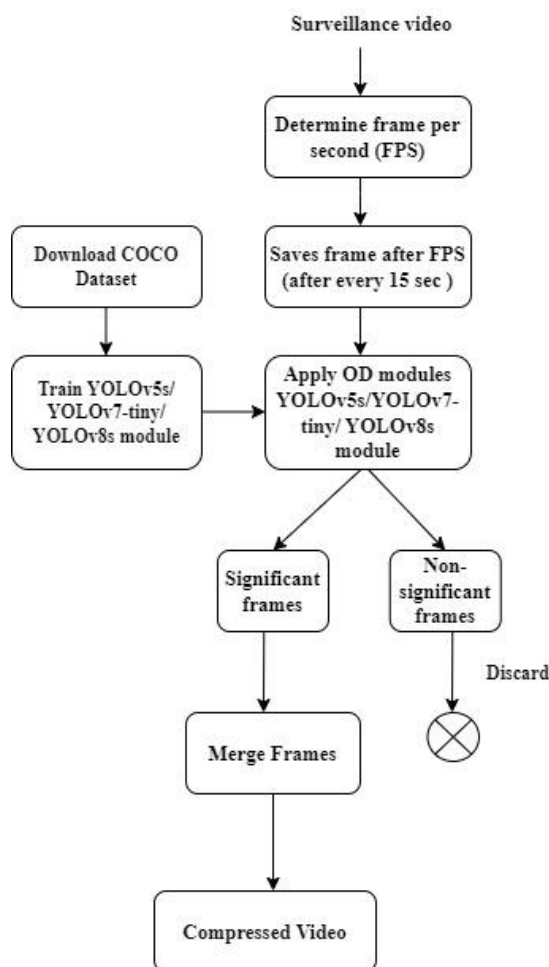 Surveillance video
Determine frame per
second (FPS)
Saves frame after FPS
(after every 15 sec )
Download COCO
Dataset
Train YOLOv5s/
YOLOv7-tiny/
YOLOv8s module
Apply OD modules
YOLOv5s/YOLOv7-
tiny/ YOLOv8s
module
Significant
frames
Non-
significant
frames
Discard
Merge Frames
Compressed Video